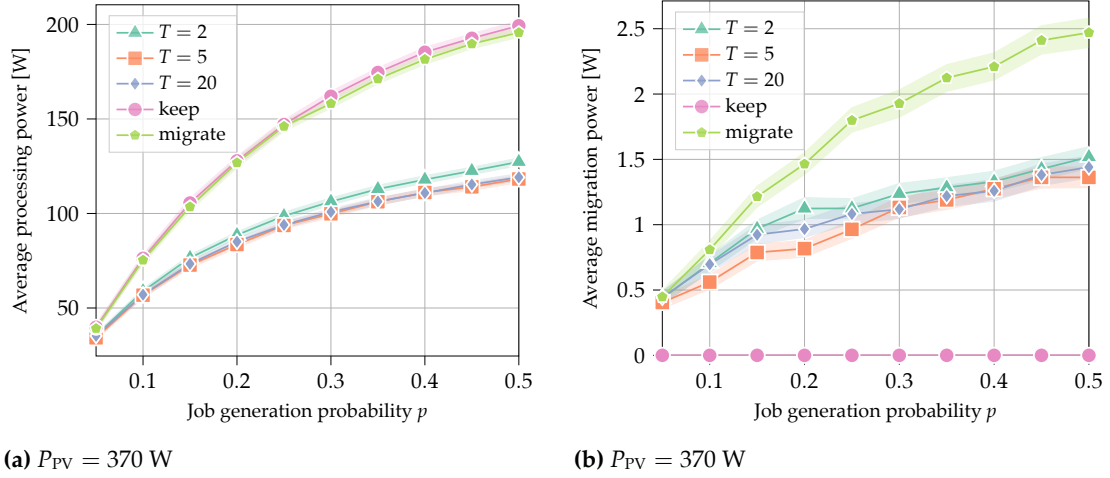 Average processing power [W]
200
150
100
50
T = 2
T = 5
T = 20
keep
migrate
0.1 0.2 0.3 0.4 0.5
Job generation probability p
(a) P_PV = 370 W
Average migration power [W]
2.5
2
1.5
1
0.5
0
T = 2
T = 5
T = 20
keep
migrate
0.1 0.2 0.3 0.4 0.5
Job generation probability p
(b) P_PV = 370 W